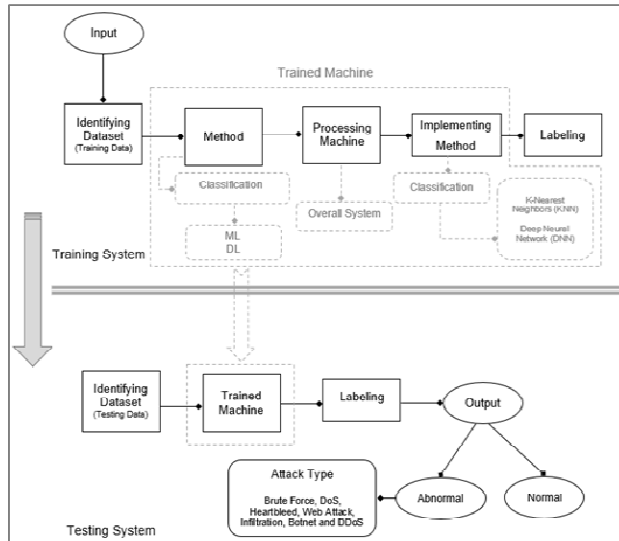 Input
Trained Machine
Identifying
Dataset
(Training Data)
Method
Processing
Machine
Implementing
Method
Labeling
Classification
Overall System
Classification
K-Nearest
Neighbors (KNN)
Deep Neural
Network (DNN)
ML
DL
Training System
Identifying
Dataset
(Testing Data)
Trained
Machine
Labeling
Output
Attack Type
Brute Force, DoS,
Heartbleed, Web Attack,
Infiltration, Botnet and DDoS
Abnormal
Normal
Testing System